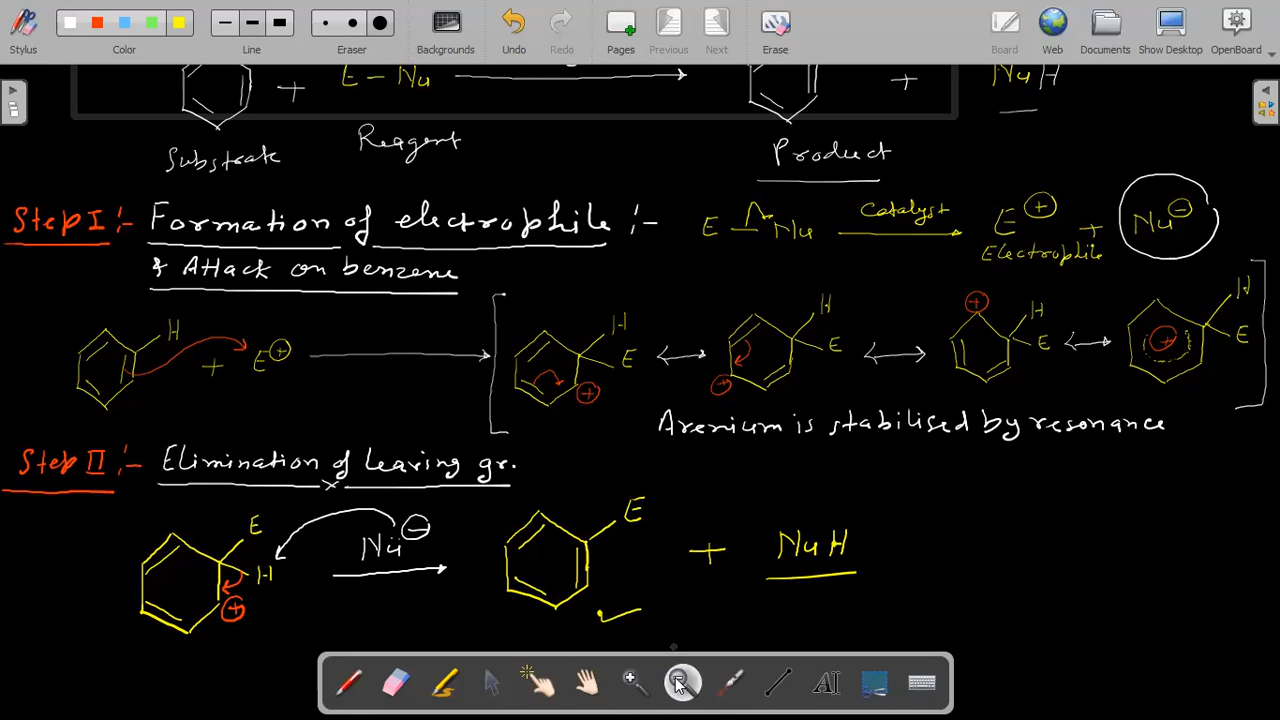 Stylus Color Line Eraser Backgrounds Undo Redo Pages Previous Next Erase Board Web Documents Show Desktop OpenBoard
+ E – Nu + NuH
Substrate Reagent Product
Step I :- Formation of electrophile :- E – Nu Catalyst E⊕ + Nu⊖
& Attack on benzene Electrophile
H + E⊕ H E ⊕ H E ⊕ ⊕ H E ⊕ H E
Arenium is stabilised by resonance
Step II :- Elimination of leaving gr.
E H ⊕ Nü⊖ E + NuH
AI